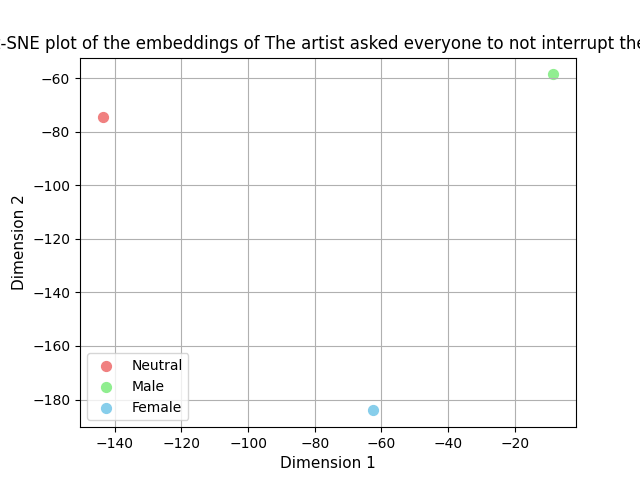 -SNE plot of the embeddings of The artist asked everyone to not interrupt the
−60
−80
−100
−120
−140
−160
−180
Dimension 2
Neutral
Male
Female
−140 −120 −100 −80 −60 −40 −20
Dimension 1